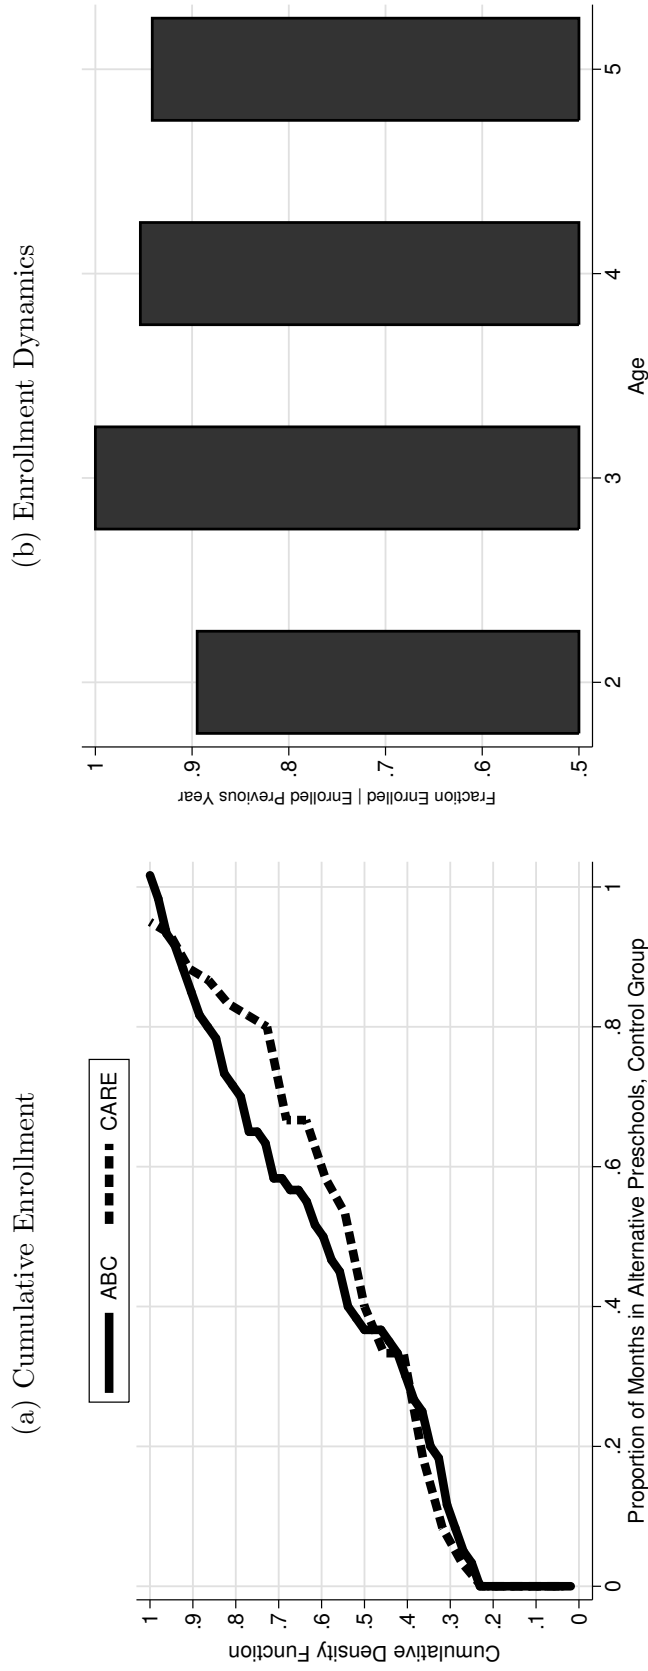 (a) Cumulative Enrollment
ABC CARE
Cumulative Density Function
1
.9
.8
.7
.6
.5
.4
.3
.2
.1
0
0 .2 .4 .6 .8 1
Proportion of Months in Alternative Preschools, Control Group
(b) Enrollment Dynamics
Fraction Enrolled | Enrolled Previous Year
1
.9
.8
.7
.6
.5
2 3 4 5
Age